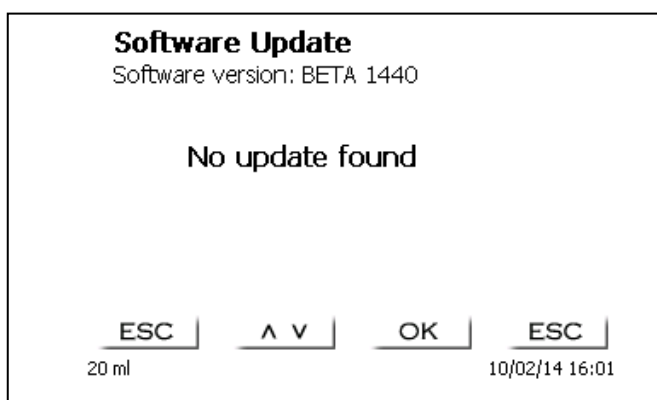 Software Update
Software version: BETA 1440
No update found
ESC ∧ ∨ OK ESC
20 ml 10/02/14 16:01